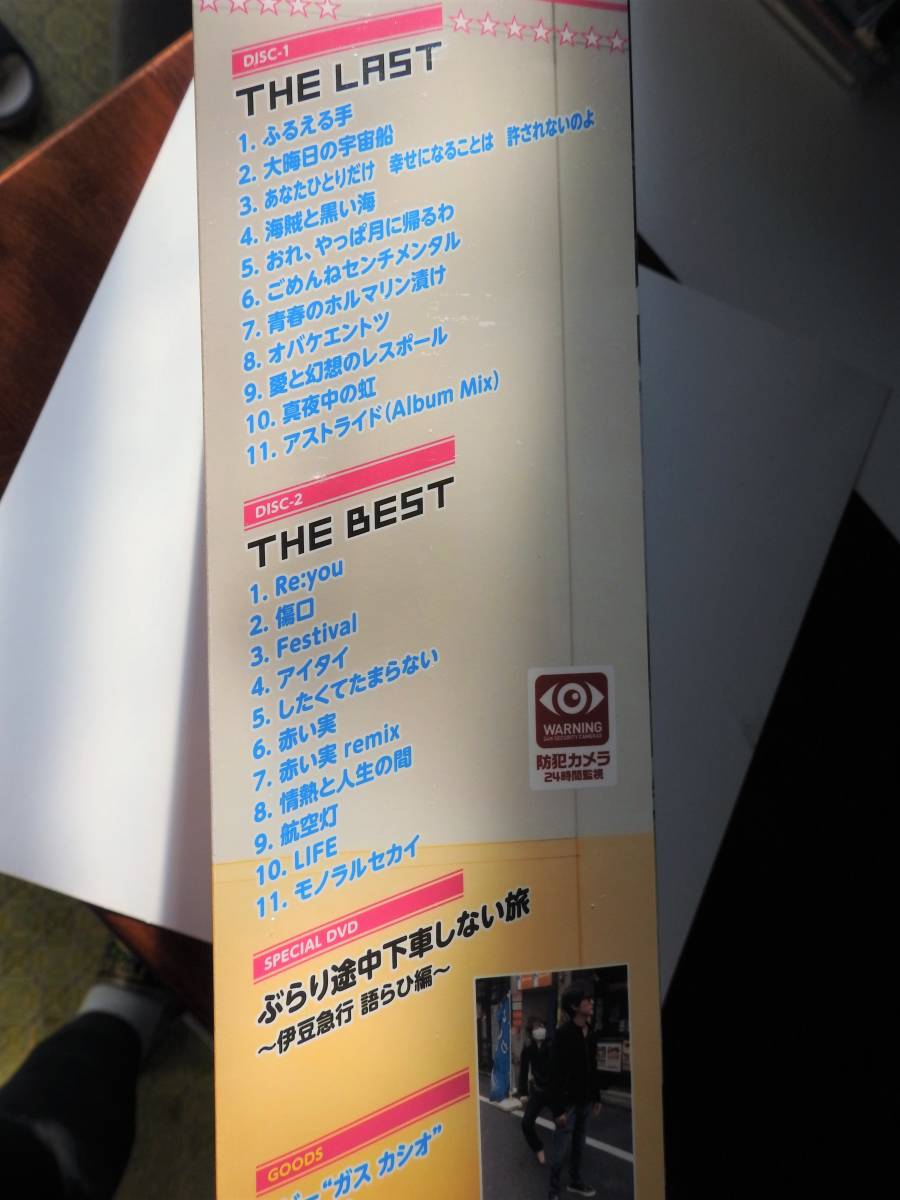 DISC-1
THE LAST
1. ふるえる手
2. 大晦日の宇宙船
3. あなたひとりだけ 幸せになることは 許されないのよ
4. 海賊と黒い海
5. おれ、やっぱ月に帰るわ
6. ごめんねセンチメンタル
7. 青春のホルマリン漬け
8. オバケエントツ
9. 愛と幻想のレスポール
10. 真夜中の虹
11. アストライド(Album Mix)
DISC-2
THE BEST
1. Re:you
2. 傷口
3. Festival
4. アイタイ
5. したくてたまらない
6. 赤い実
7. 赤い実 remix
8. 情熱と人生の間
9. 航空灯
10. LIFE
11. モノラルセカイ
WARNING
24H SECURITY CAMERAS
防犯カメラ
24時間監視
SPECIAL DVD
ぶらり途中下車しない旅
～伊豆急行 語らひ編～
GOODS
“ガス カシオ”